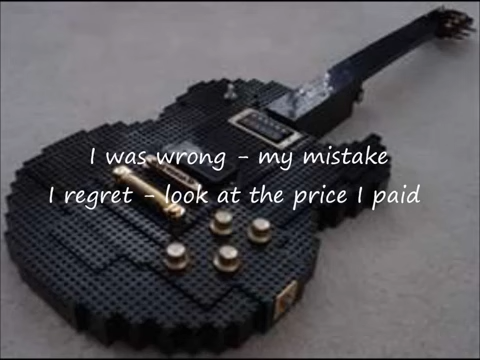 I was wrong - my mistake
I regret - look at the price I paid